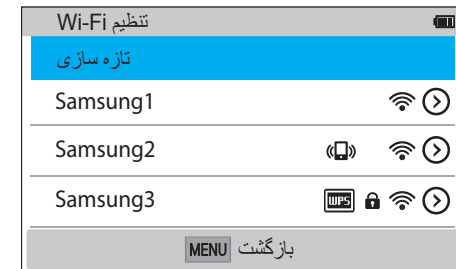 تنظیم Wi-Fi
تازه سازی
Samsung1
Samsung2
Samsung3 WPS
بازگشت MENU